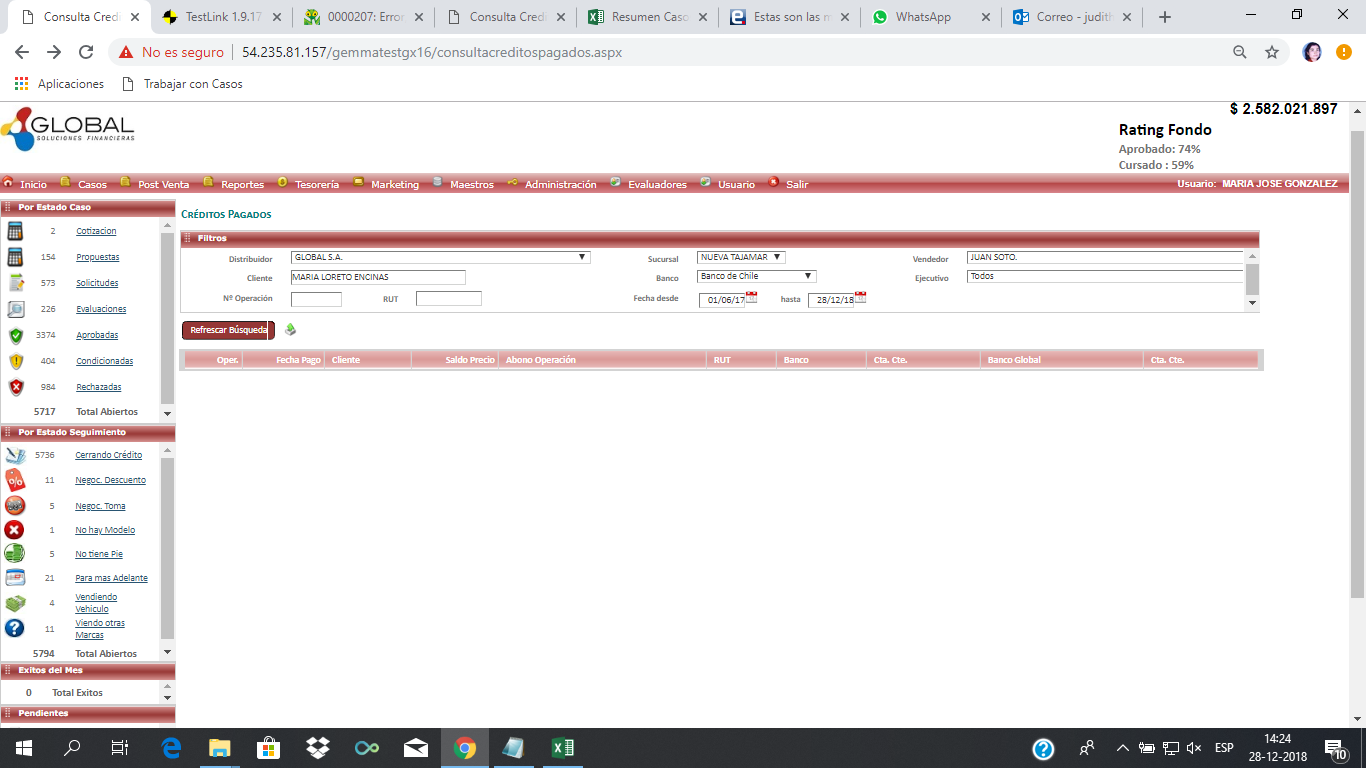 Consulta Credi
TestLink 1.9.17
0000207: Error
Consulta Credi
Resumen Caso
Estas son las m
WhatsApp
Correo - judith
No es seguro 54.235.81.157/gemmatestgx16/consultacreditospagados.aspx
Aplicaciones Trabajar con Casos
GLOBAL
SOLUCIONES FINANCIERAS
$ 2.582.021.897
Rating Fondo
Aprobado: 74%
Cursado : 59%
Inicio Casos Post Venta Reportes Tesorería Marketing Maestros Administración Evaluadores Usuario Salir Usuario: MARIA JOSE GONZALEZ
Por Estado Caso
2 Cotizacion
154 Propuestas
573 Solicitudes
226 Evaluaciones
3374 Aprobadas
404 Condicionadas
984 Rechazadas
5717 Total Abiertos
Por Estado Seguimiento
5736 Cerrando Crédito
11 Negoc. Descuento
5 Negoc. Toma
1 No hay Modelo
5 No tiene Pie
21 Para mas Adelante
4 Vendiendo
Vehículo
11 Viendo otras
Marcas
5794 Total Abiertos
Exitos del Mes
0 Total Exitos
Pendientes
Créditos Pagados
Filtros
Distribuidor GLOBAL S.A. Sucursal NUEVA TAJAMAR Vendedor JUAN SOTO.
Cliente MARIA LORETO ENCINAS Banco Banco de Chile Ejecutivo Todos
Nº Operación RUT Fecha desde 01/06/17 hasta 28/12/18
Refrescar Búsqueda
Oper. Fecha Pago Cliente Saldo Precio Abono Operación RUT Banco Cta. Cte. Banco Global Cta. Cte.
ESP
14:24
28-12-2018
10